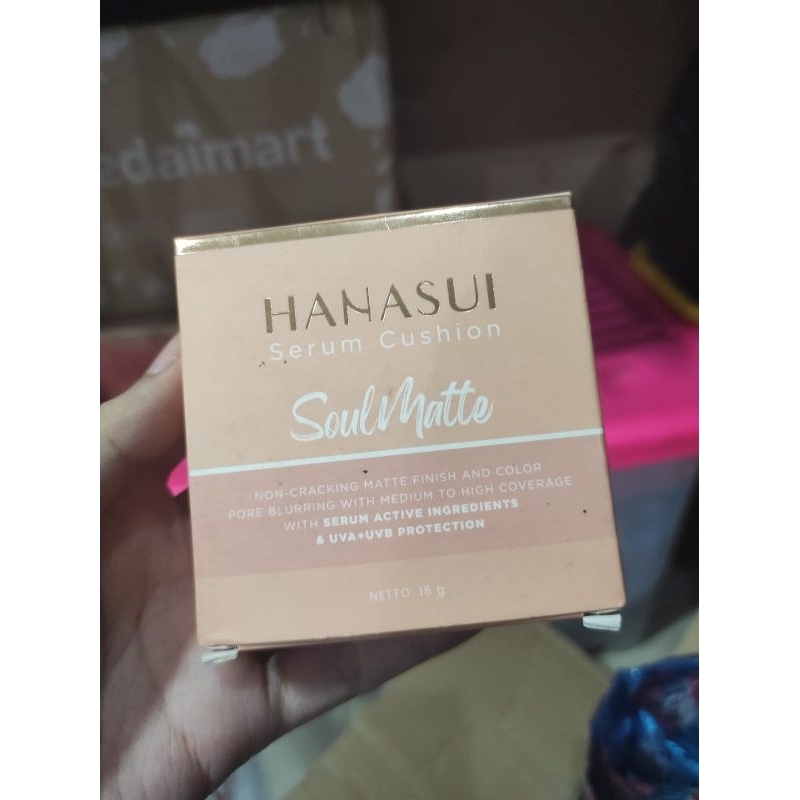 edaimart
HANASUI
Serum Cushion
SoulMatte
NON-CRACKING MATTE FINISH AND COLOR
PORE BLURRING WITH MEDIUM TO HIGH COVERAGE
WITH SERUM ACTIVE INGREDIENTS
& UVA+UVB PROTECTION
NETTO: 15 g